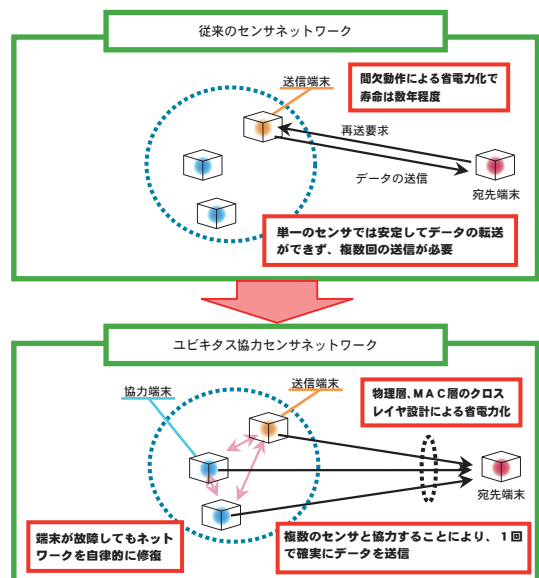 従来のセンサネットワーク
送信端末
間欠動作による省電力化で
寿命は数年程度
再送要求
データの送信
宛先端末
単一のセンサでは安定してデータの転送
ができず、複数回の送信が必要
ユビキタス協力センサネットワーク
協力端末
送信端末
物理層、MAC層のクロス
レイヤ設計による省電力化
宛先端末
端末が故障してもネット
ワークを自律的に修復
複数のセンサと協力することにより、1回
で確実にデータを送信